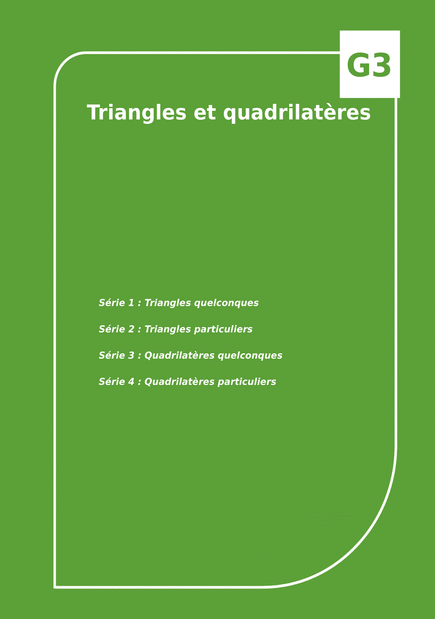 G3
Triangles et quadrilatères
Série 1 : Triangles quelconques
Série 2 : Triangles particuliers
Série 3 : Quadrilatères quelconques
Série 4 : Quadrilatères particuliers